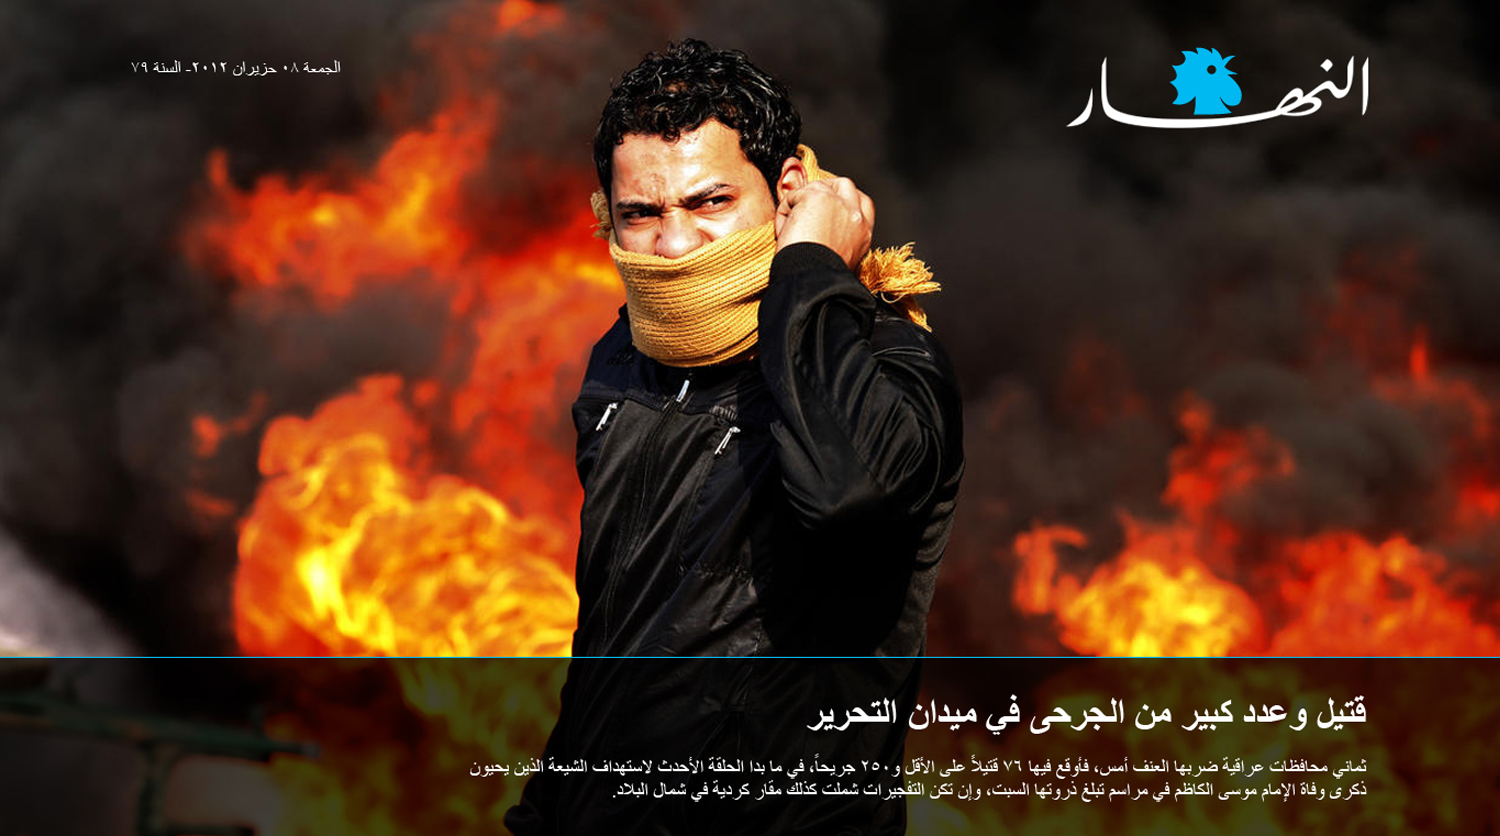 النهار
الجمعة ٠٨ حزيران ٢٠١٢- السنة ٧٩
قتيل وعدد كبير من الجرحى في ميدان التحرير
ثماني محافظات عراقية ضربها العنف أمس، فأوقع فيها ٧٦ قتيلاً على الأقل و٢٥٠ جريحاً، في ما بدا الحلقة الأحدث لاستهداف الشيعة الذين يحيون
ذكرى وفاة الإمام موسى الكاظم في مراسم تبلغ ذروتها السبت، وإن تكن التفجيرات شملت كذلك مقار كردية في شمال البلاد.